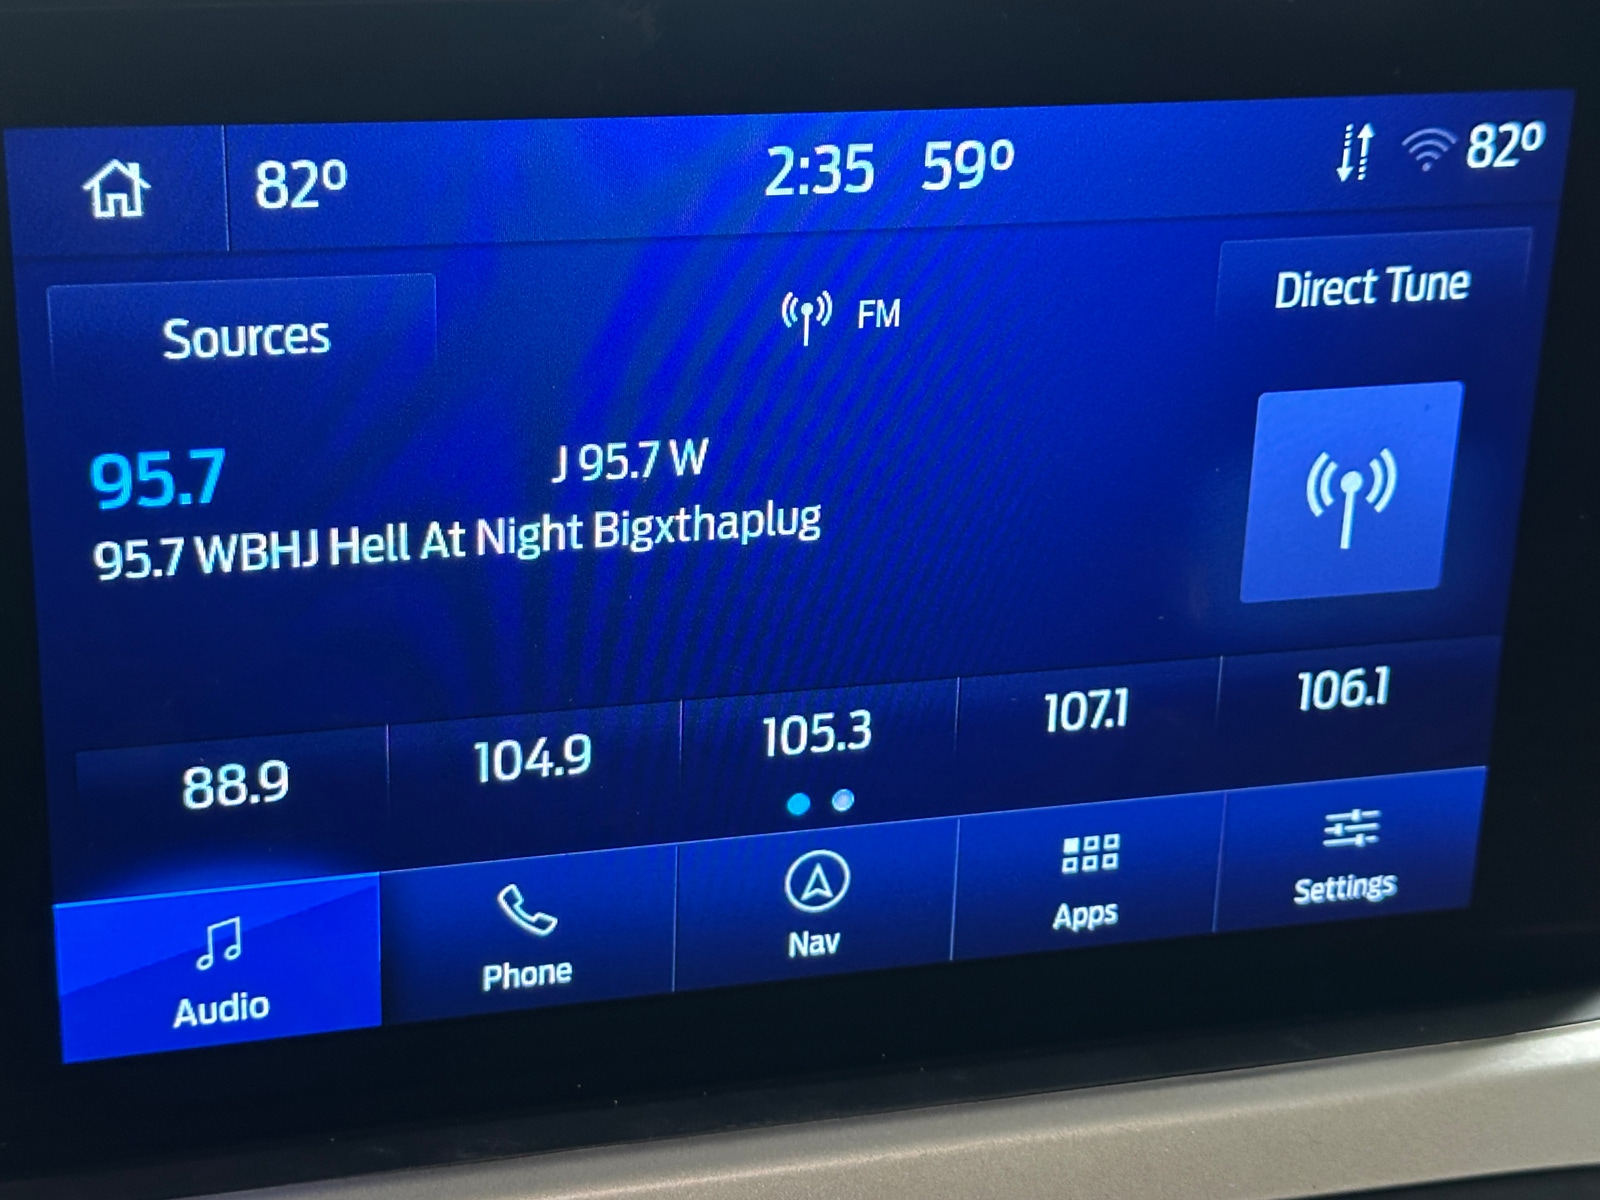 82° 2:35 59° 82°
Sources FM Direct Tune
95.7 J 95.7 W
95.7 WBHJ Hell At Night Bigxthaplug
88.9 104.9 105.3 107.1 106.1
Audio Phone Nav Apps Settings